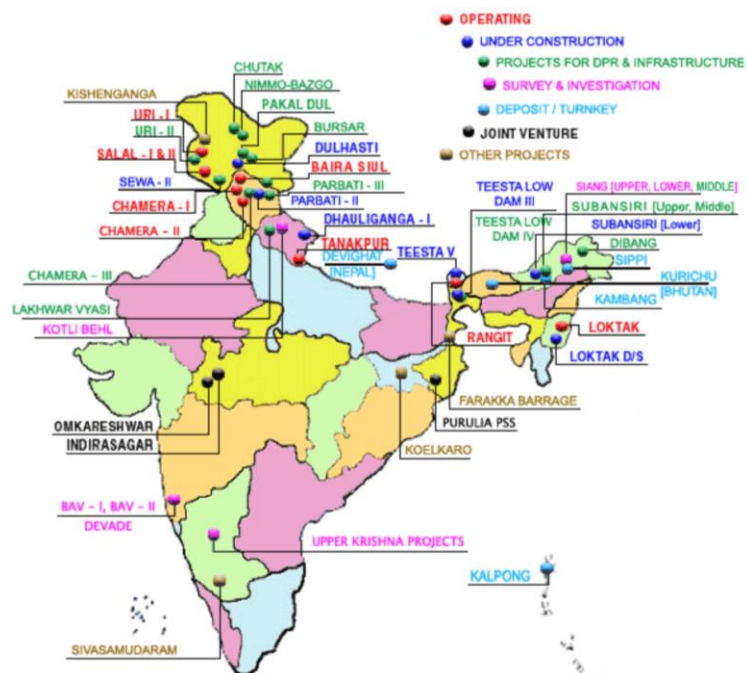 OPERATING
UNDER CONSTRUCTION
PROJECTS FOR DPR & INFRASTRUCTURE
SURVEY & INVESTIGATION
DEPOSIT / TURNKEY
JOINT VENTURE
OTHER PROJECTS
CHUTAK
NIMMO-BAZGO
KISHENGANGA
PAKAL DUL
URI - I
URI - II
BURSAR
SALAL - I & II
DULHASTI
BAIRA SIUL
SEWA - II
PARBATI - III
CHAMERA - I
PARBATI - II
CHAMERA - II
DHAULIGANGA - I
TANAKPUR
DEVIGHAT
[NEPAL]
TEESTA V
CHAMERA - III
LAKHWAR VYASI
KOTLI BEHL
TEESTA LOW
DAM III
SIANG [UPPER, LOWER, MIDDLE]
SUBANSIRI [Upper, Middle]
TEESTA LOW
DAM IV
SUBANSIRI [Lower]
DIBANG
SIPPI
KURICHU
[BHUTAN]
KAMBANG
RANGIT
LOKTAK
LOKTAK D/S
FARAKKA BARRAGE
OMKARESHWAR
INDIRASAGAR
PURULIA PSS
KOELKARO
BAV - I, BAV - II
DEVADE
UPPER KRISHNA PROJECTS
KALPONG
SIVASAMUDARAM